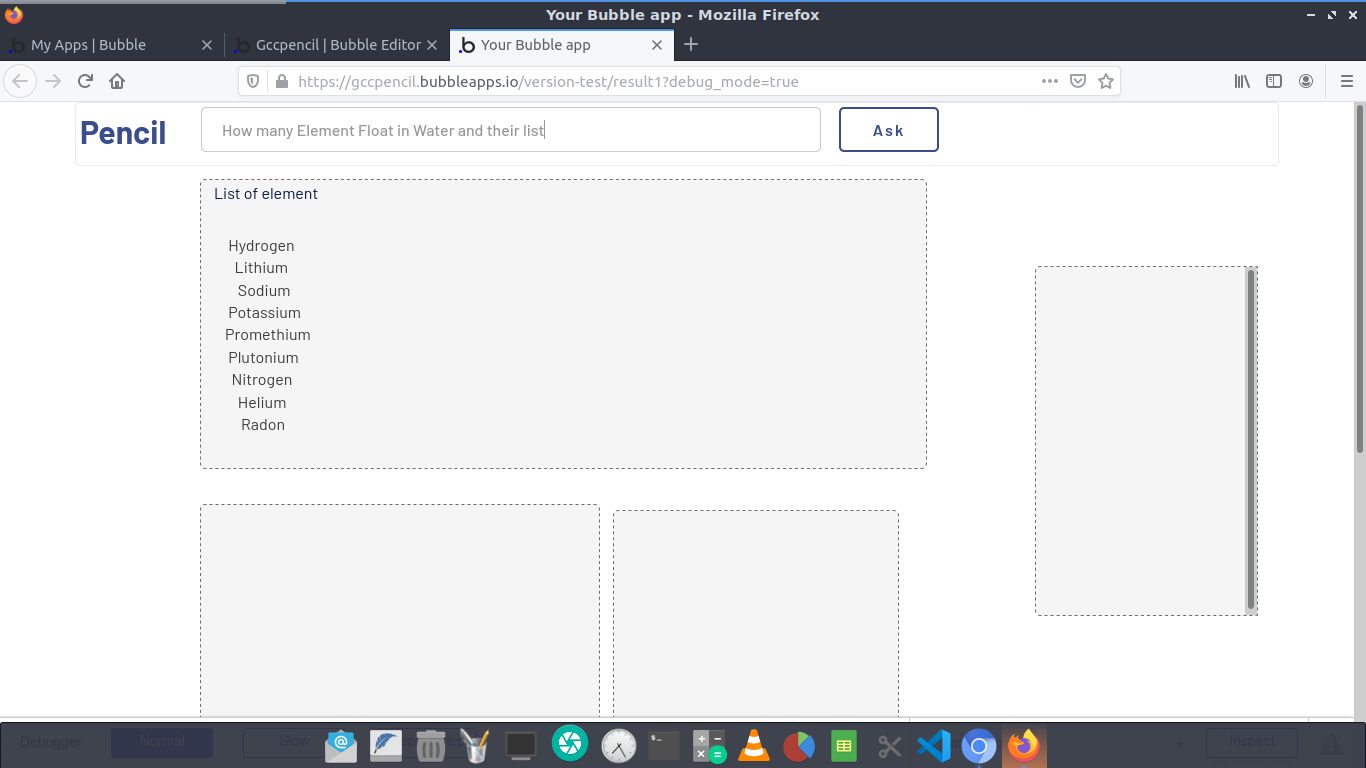 Your Bubble app - Mozilla Firefox
My Apps | Bubble
Gccpencil | Bubble Editor
Your Bubble app
https://gccpencil.bubbleapps.io/version-test/result1?debug_mode=true
Pencil
How many Element Float in Water and their list
Ask
List of element
Hydrogen
Lithium
Sodium
Potassium
Promethium
Plutonium
Nitrogen
Helium
Radon
Debugger
Normal
Slow
Inspect